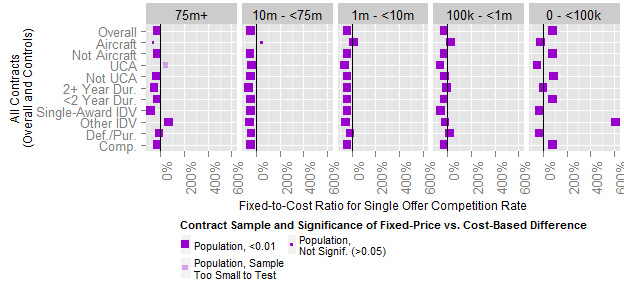 75m+
10m - <75m
1m - <10m
100k - <1m
0 - <100k
All Contracts
(Overall and Controls)
Overall
Aircraft
Not Aircraft
UCA
Not UCA
2+ Year Dur.
<2 Year Dur.
Single-Award IDV
Other IDV
Def./Pur.
Comp.
0%
200%
400%
600%
0%
200%
400%
600%
0%
200%
400%
600%
0%
200%
400%
600%
0%
200%
400%
600%
Fixed-to-Cost Ratio for Single Offer Competition Rate
Contract Sample and Significance of Fixed-Price vs. Cost-Based Difference
Population, <0.01
Population,
Not Signif. (>0.05)
Population, Sample
Too Small to Test